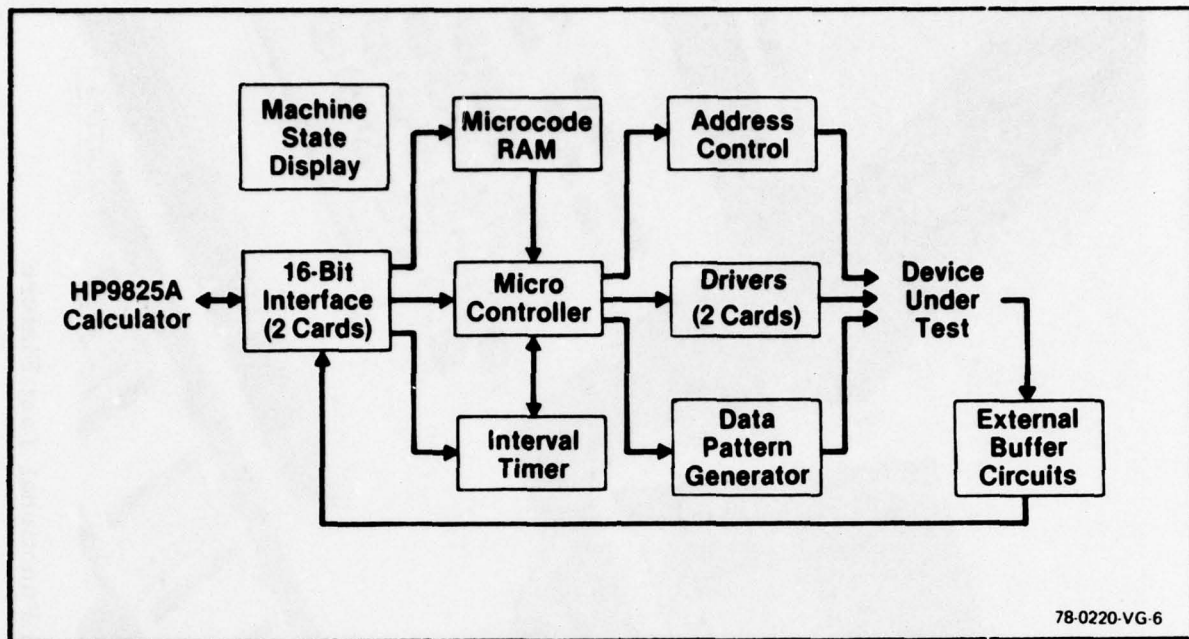 Machine
State
Display
Microcode
RAM
Address
Control
HP9825A
Calculator
16-Bit
Interface
(2 Cards)
Micro
Controller
Drivers
(2 Cards)
Device
Under
Test
Interval
Timer
Data
Pattern
Generator
External
Buffer
Circuits
78-0220-VG-6